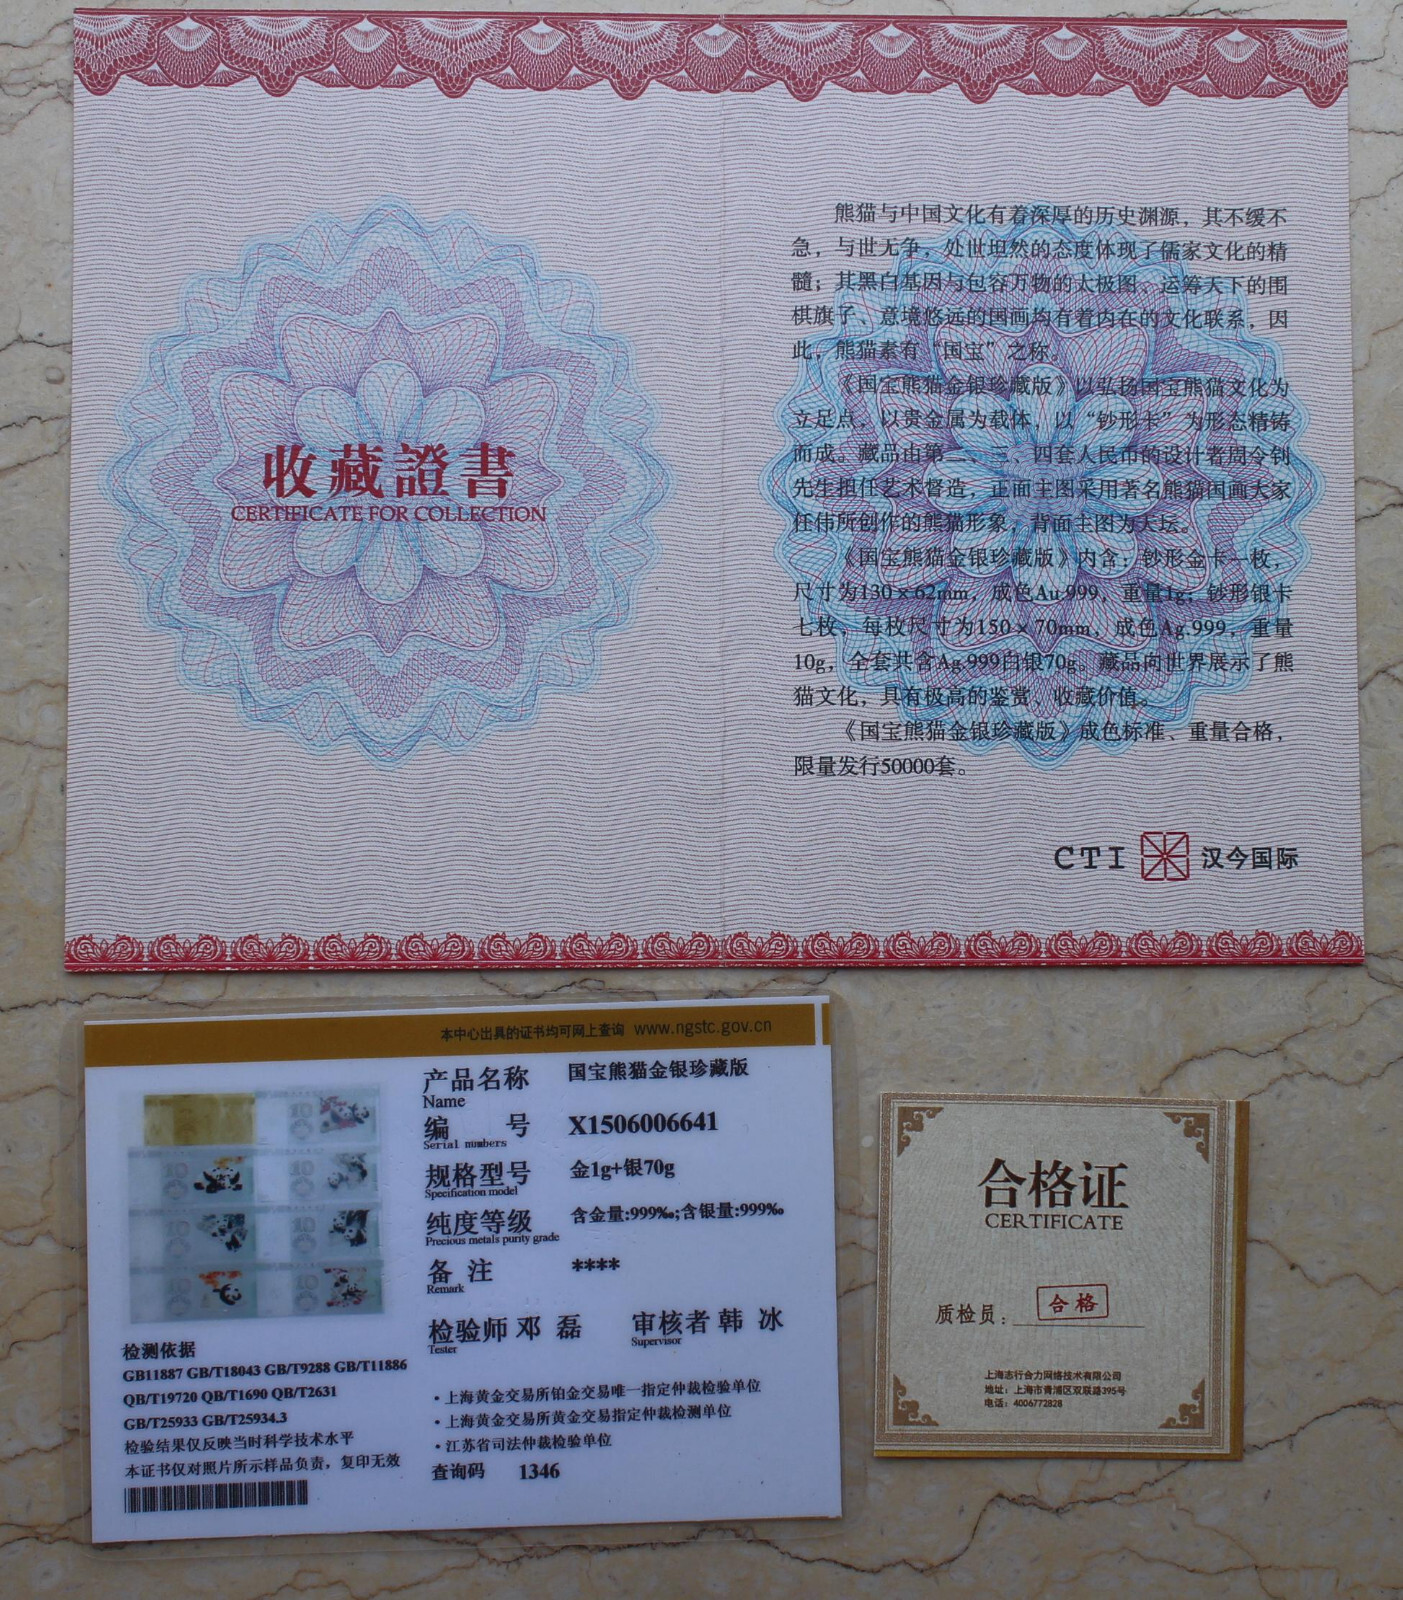 收藏證書
CERTIFICATE FOR COLLECTION
熊猫与中国文化有着深厚的历史渊源，其不缓不
急，与世无争，处世坦然的态度体现了儒家文化的精
髓；其黑白基因与包容万物的太极图、运筹天下的围
棋旗子、意境悠远的国画均有着内在的文化联系，因
此，熊猫素有“国宝”之称。
《国宝熊猫金银珍藏版》以弘扬国宝熊猫文化为
立足点，以贵金属为载体，以“钞形卡”为形态精铸
而成。藏品由第二、三、四套人民币的设计者周令钊
先生担任艺术督造，正面主图采用著名熊猫国画大家
任伟所创作的熊猫形象，背面主图为天坛。
《国宝熊猫金银珍藏版》内含：钞形金卡一枚，
尺寸为130×62mm，成色Au.999，重量1g；钞形银卡
七枚，每枚尺寸为150×70mm，成色Ag.999，重量
10g，全套共含Ag.999白银70g。藏品向世界展示了熊
猫文化，具有极高的鉴赏、收藏价值。
《国宝熊猫金银珍藏版》成色标准、重量合格，
限量发行50000套。
CTI 汉今国际
本中心出具的证书均可网上查询 www.ngstc.gov.cn
产品名称 国宝熊猫金银珍藏版
Name
编 号 X1506006641
Serial numbers
规格型号 金1g+银70g
Specification model
纯度等级 含金量:999‰;含银量:999‰
Precious metals purity grade
备 注 ****
Remark
检验师 邓 磊 审核者 韩 冰
Tester Supervisor
检测依据
GB11887 GB/T18043 GB/T9288 GB/T11886
QB/T19720 QB/T1690 QB/T2631
GB/T25933 GB/T25934.3
检验结果仅反映当时科学技术水平
本证书仅对照片所示样品负责，复印无效
·上海黄金交易所铂金交易唯一指定仲裁检验单位
·上海黄金交易所黄金交易指定仲裁检测单位
·江苏省司法仲裁检验单位
查询码 1346
合格证
CERTIFICATE
质检员： 合格
上海志行合力网络技术有限公司
地址：上海市青浦区双联路395号
电话：4006772828